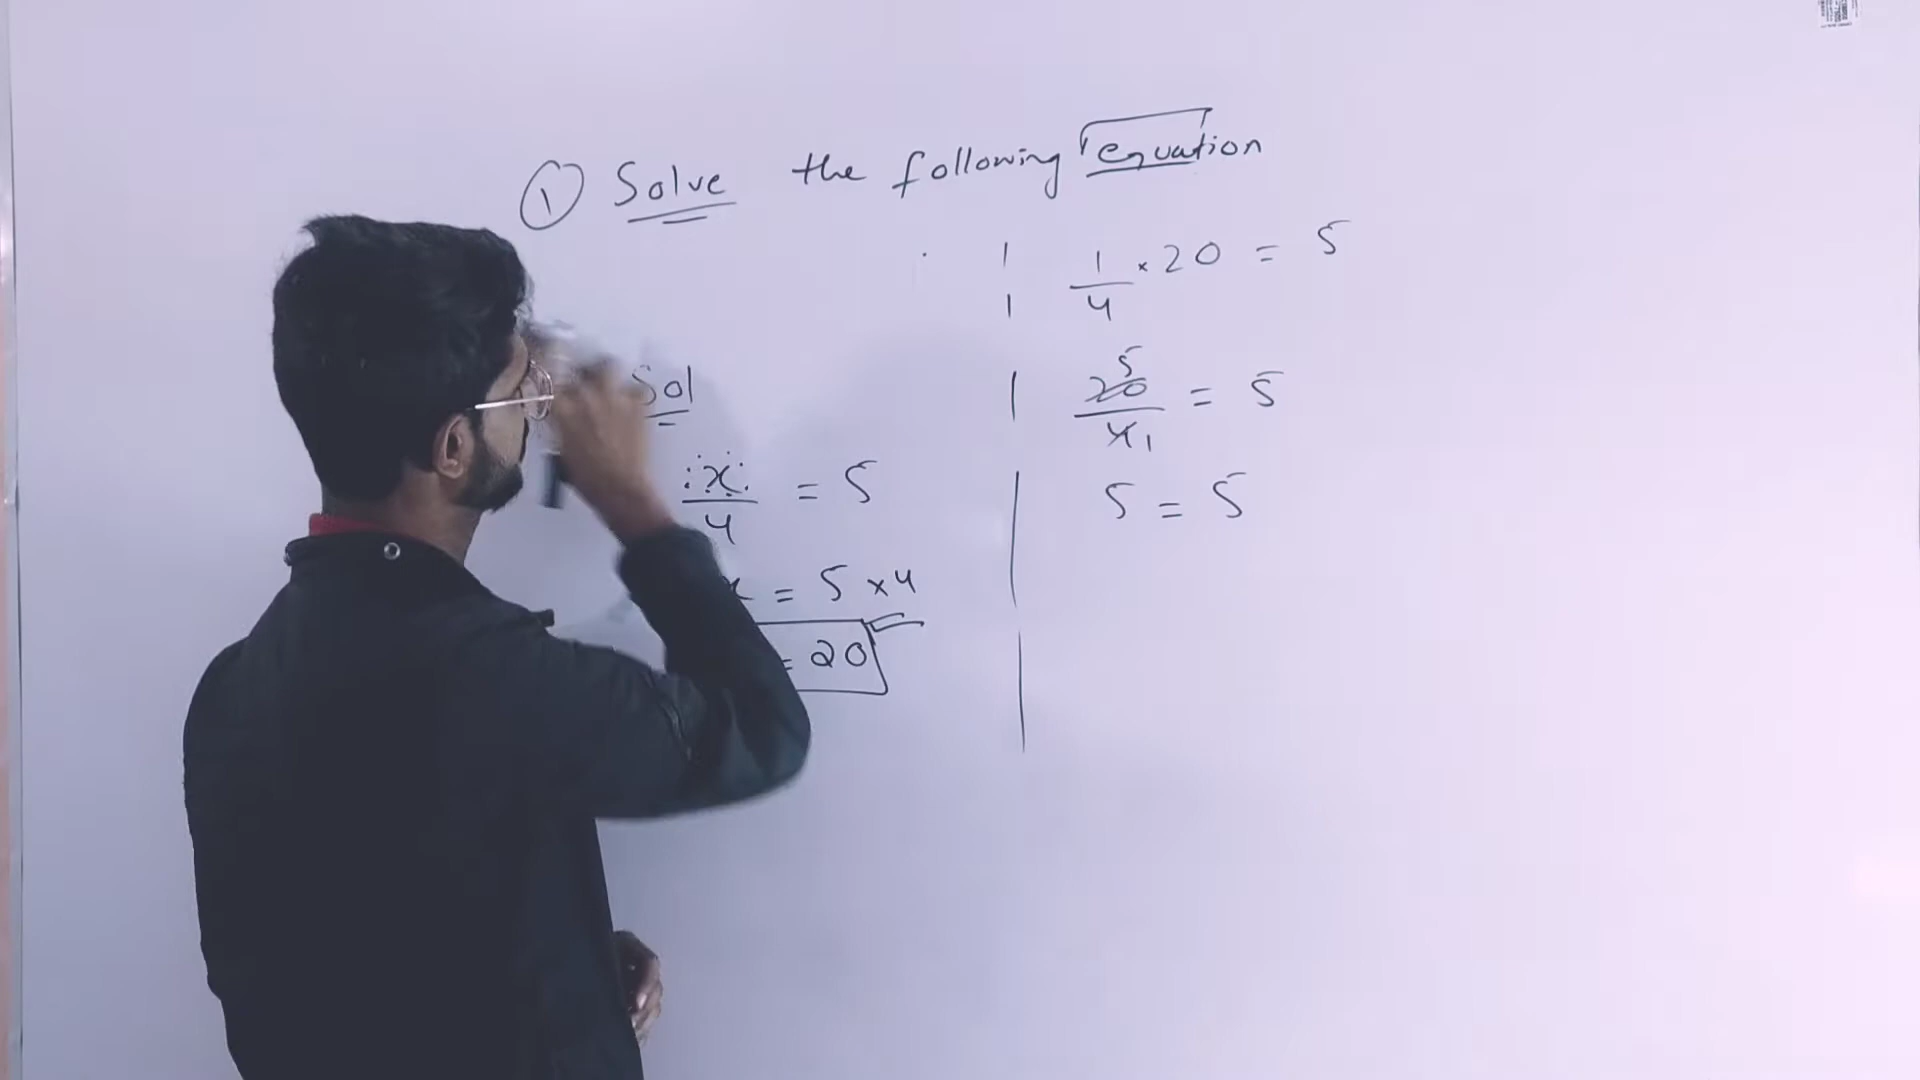 ① Solve the following equation
Sol
x/4 = 5
x = 5 × 4
= 20
1/4 × 20 = 5
20/4 = 5
5
1
5 = 5